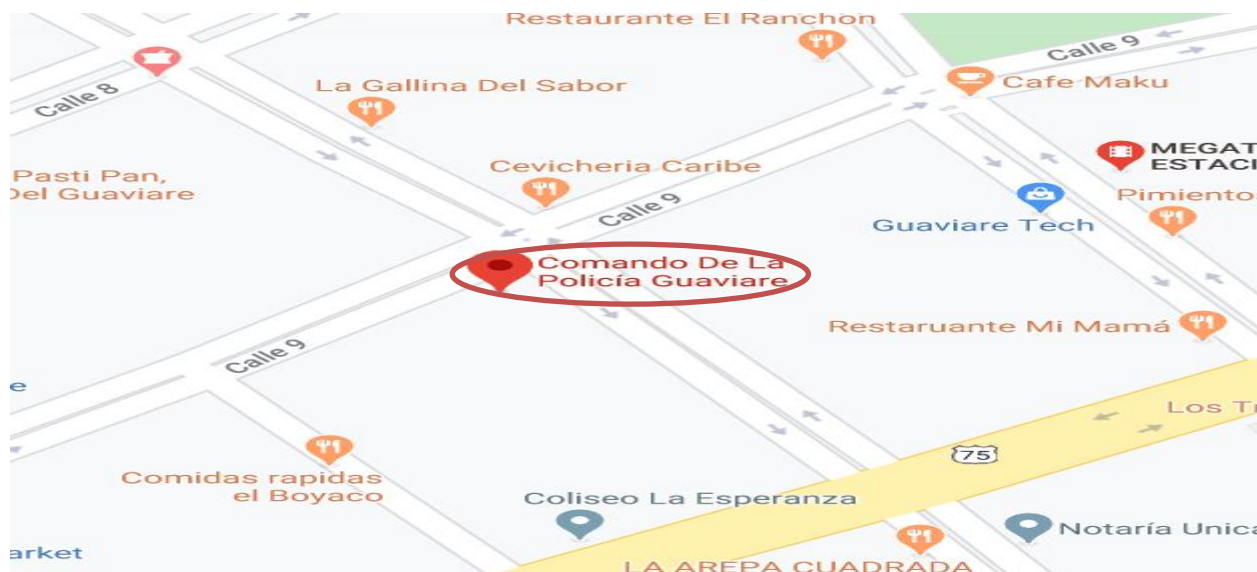 Restaurante El Ranchon
Calle 9
La Gallina Del Sabor
Cafe Maku
Calle 8
MEGAT
ESTACI
Cevicheria Caribe
Pasti Pan,
Del Guaviare
Pimiento
Calle 9
Guaviare Tech
Comando De La
Policía Guaviare
Restaruante Mi Mamá
Calle 9
e
Los T
75
Comidas rapidas
el Boyaco
Coliseo La Esperanza
Notaría Unica
arket
LA AREPA CUADRADA